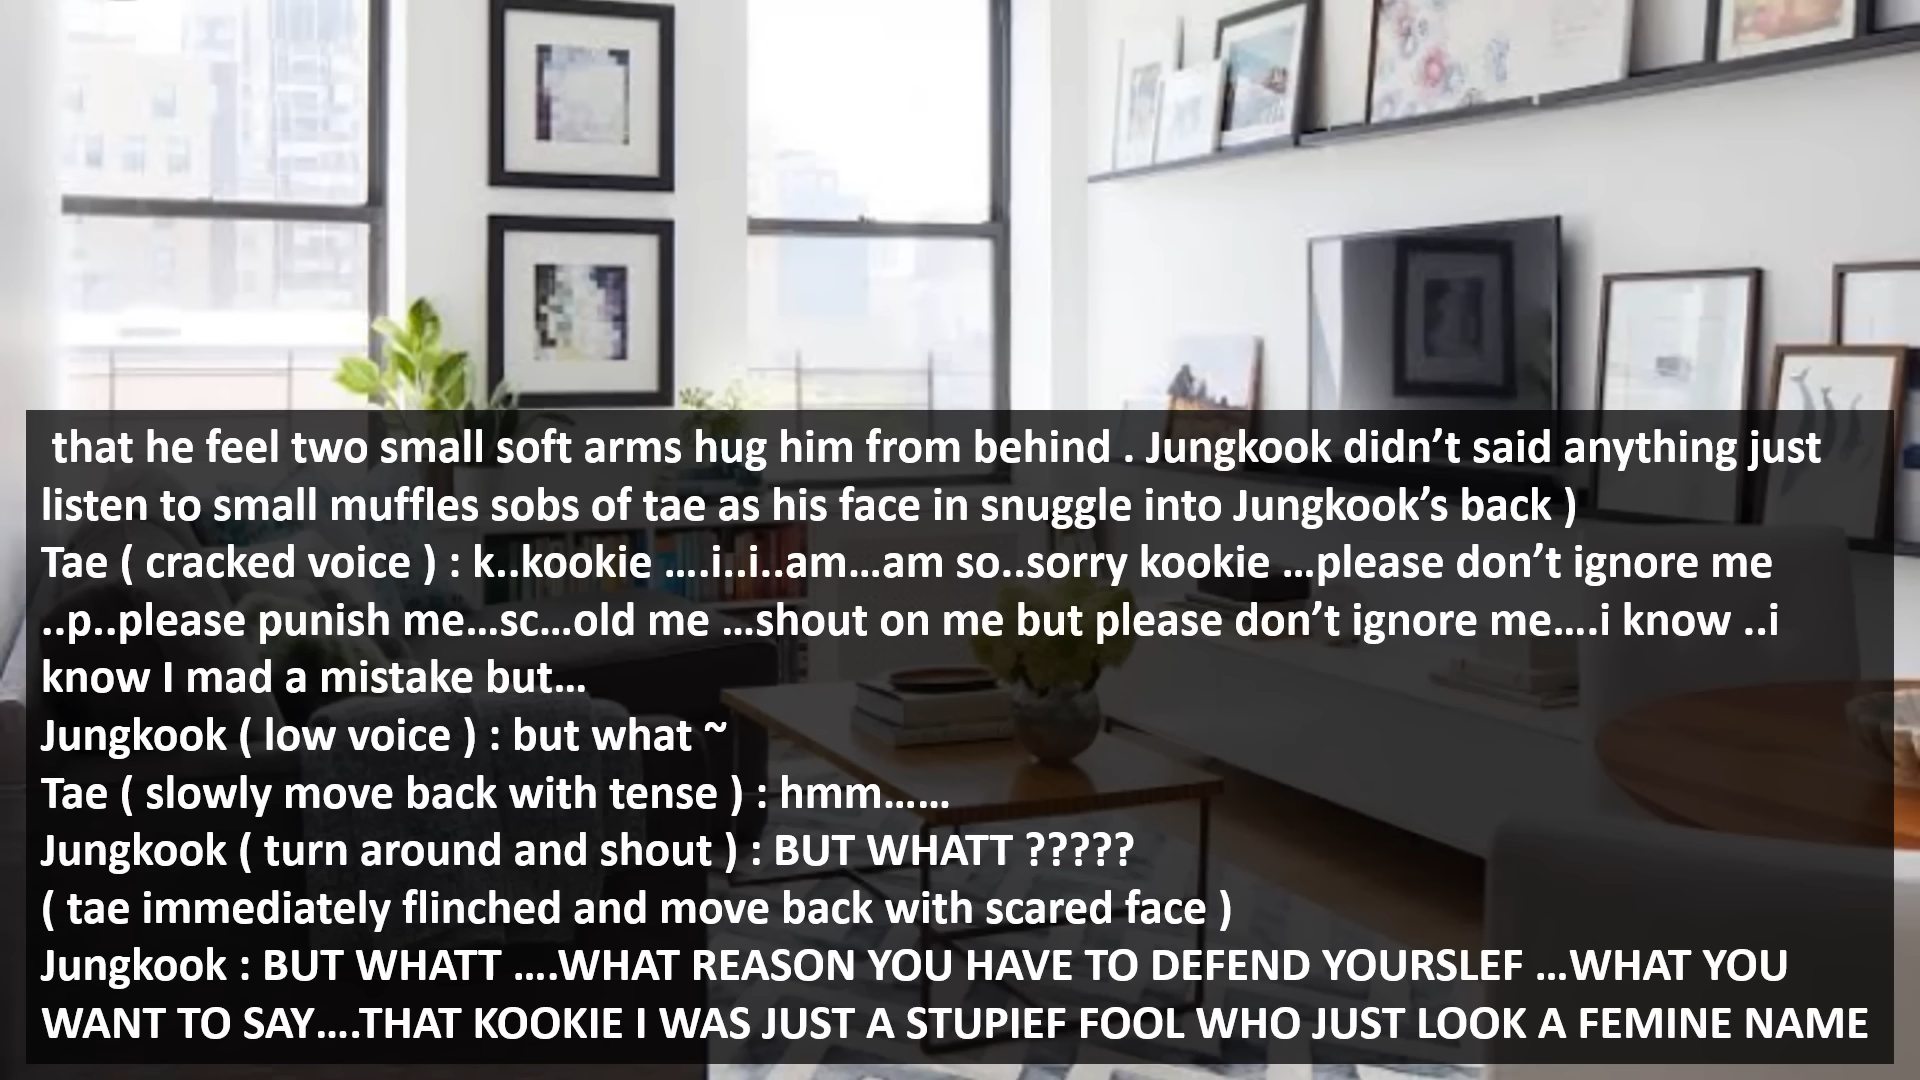 that he feel two small soft arms hug him from behind . Jungkook didn’t said anything just
listen to small muffles sobs of tae as his face in snuggle into Jungkook’s back )
Tae ( cracked voice ) : k..kookie ….i..i..am…am so..sorry kookie …please don’t ignore me
..p..please punish me…sc…old me …shout on me but please don’t ignore me….i know ..i
know I mad a mistake but…
Jungkook ( low voice ) : but what ~
Tae ( slowly move back with tense ) : hmm……
Jungkook ( turn around and shout ) : BUT WHATT ?????
( tae immediately flinched and move back with scared face )
Jungkook : BUT WHATT ….WHAT REASON YOU HAVE TO DEFEND YOURSLEF …WHAT YOU
WANT TO SAY….THAT KOOKIE I WAS JUST A STUPIEF FOOL WHO JUST LOOK A FEMINE NAME